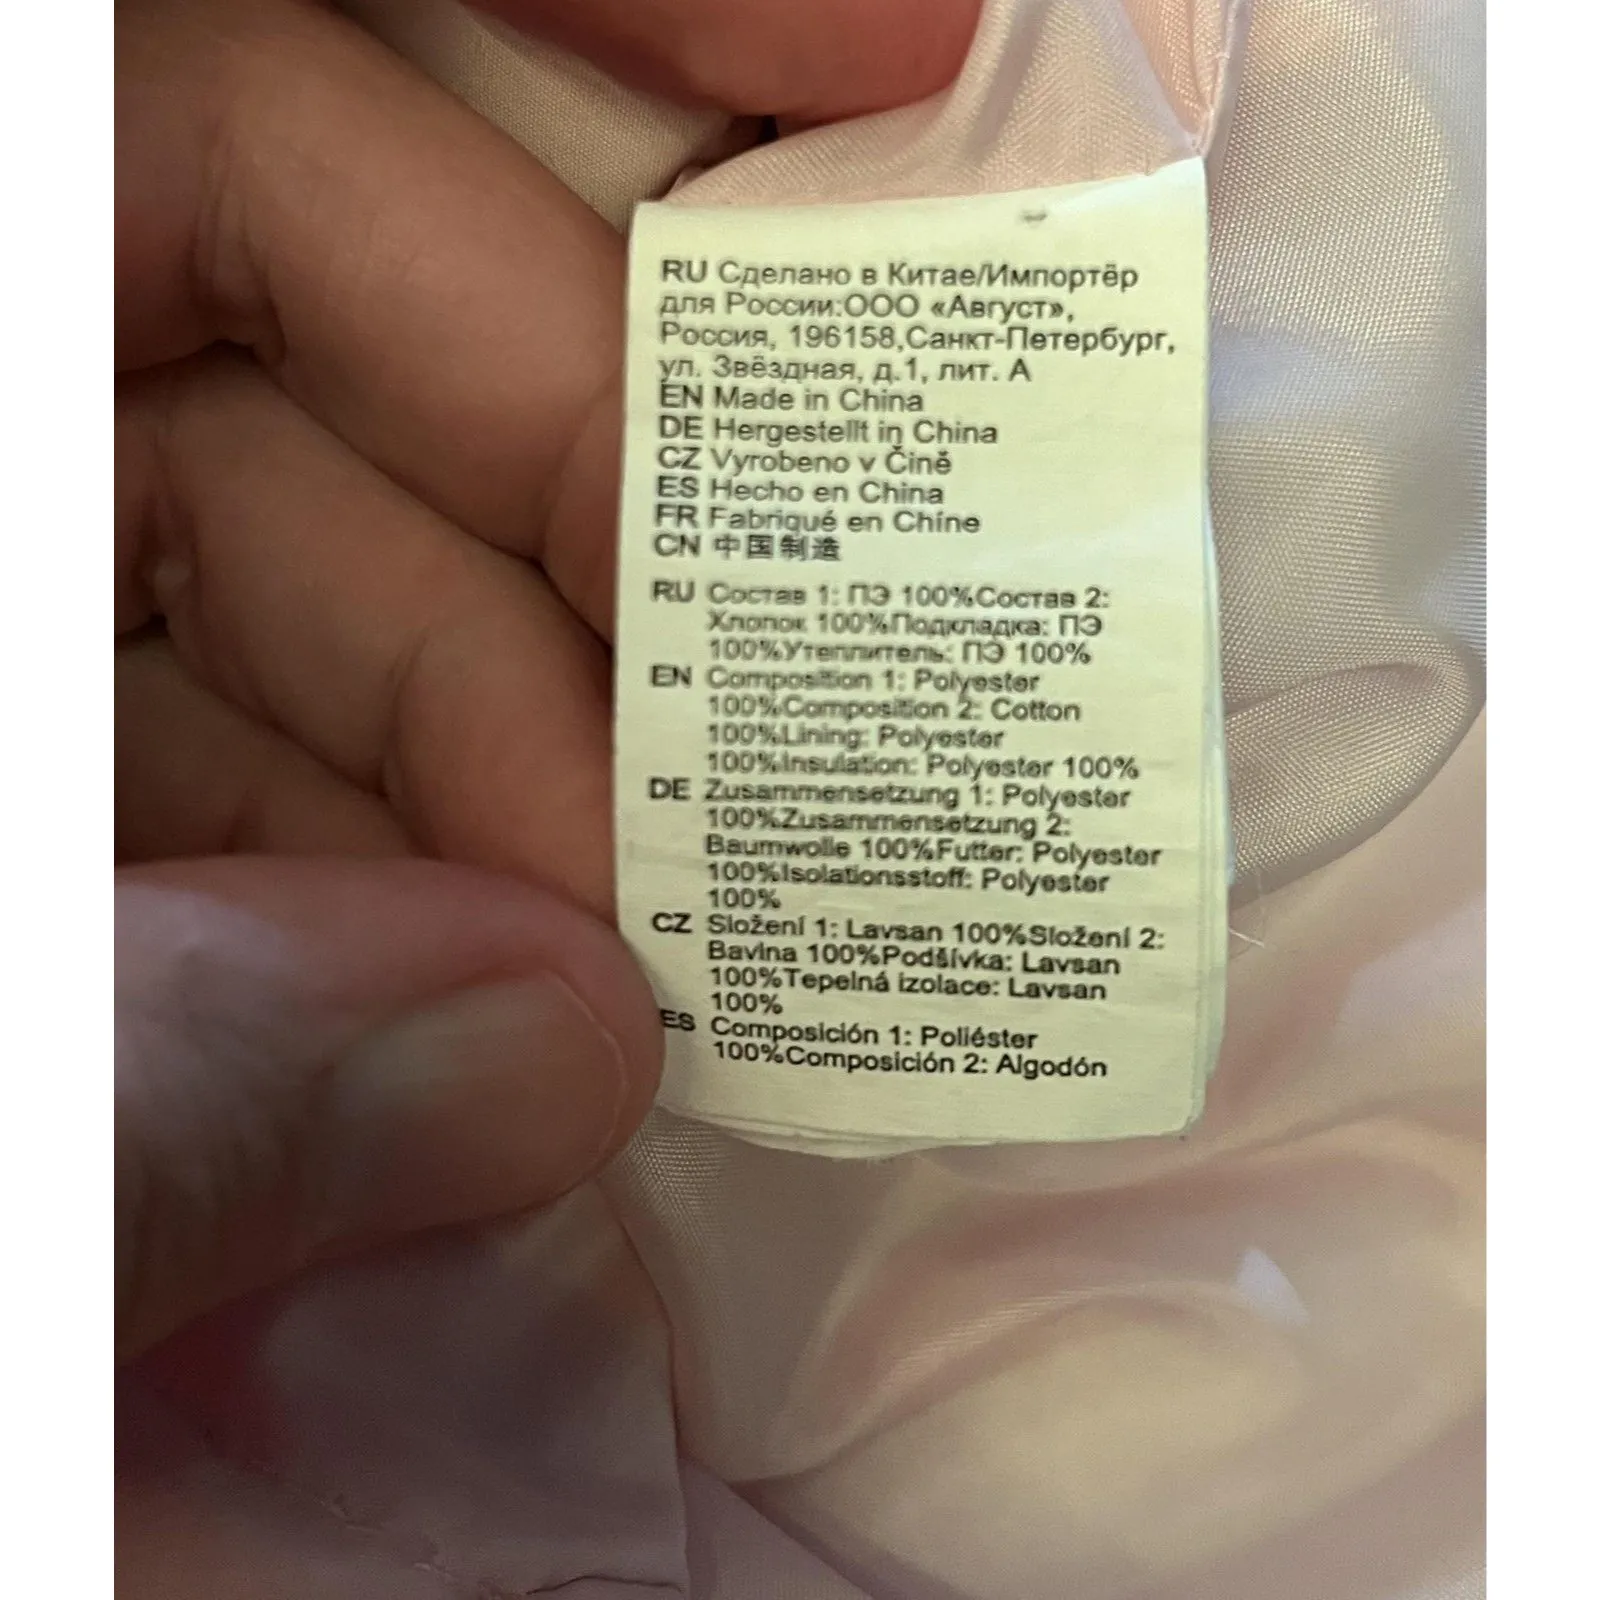 RU Сделано в Китае/Импортёр
для России:ООО «Август»,
Россия, 196158,Санкт-Петербург,
ул. Звёздная, д.1, лит. А
EN Made in China
DE Hergestellt in China
CZ Vyrobeno v Čině
ES Hecho en China
FR Fabriqué en Chíne
CN 中国制造
RU Состав 1: ПЭ 100%Состав 2:
Хлопок 100%Подкладка: ПЭ
100%Утеплитель: ПЭ 100%
EN Composition 1: Polyester
100%Composition 2: Cotton
100%Lining: Polyester
100%Insulation: Polyester 100%
DE Zusammensetzung 1: Polyester
100%Zusammensetzung 2:
Baumwolle 100%Futter: Polyester
100%Isolationsstoff: Polyester
100%
CZ Složení 1: Lavsan 100%Složení 2:
Bavlna 100%Podšívka: Lavsan
100%Tepelná izolace: Lavsan
100%
ES Composición 1: Poliéster
100%Composición 2: Algodón